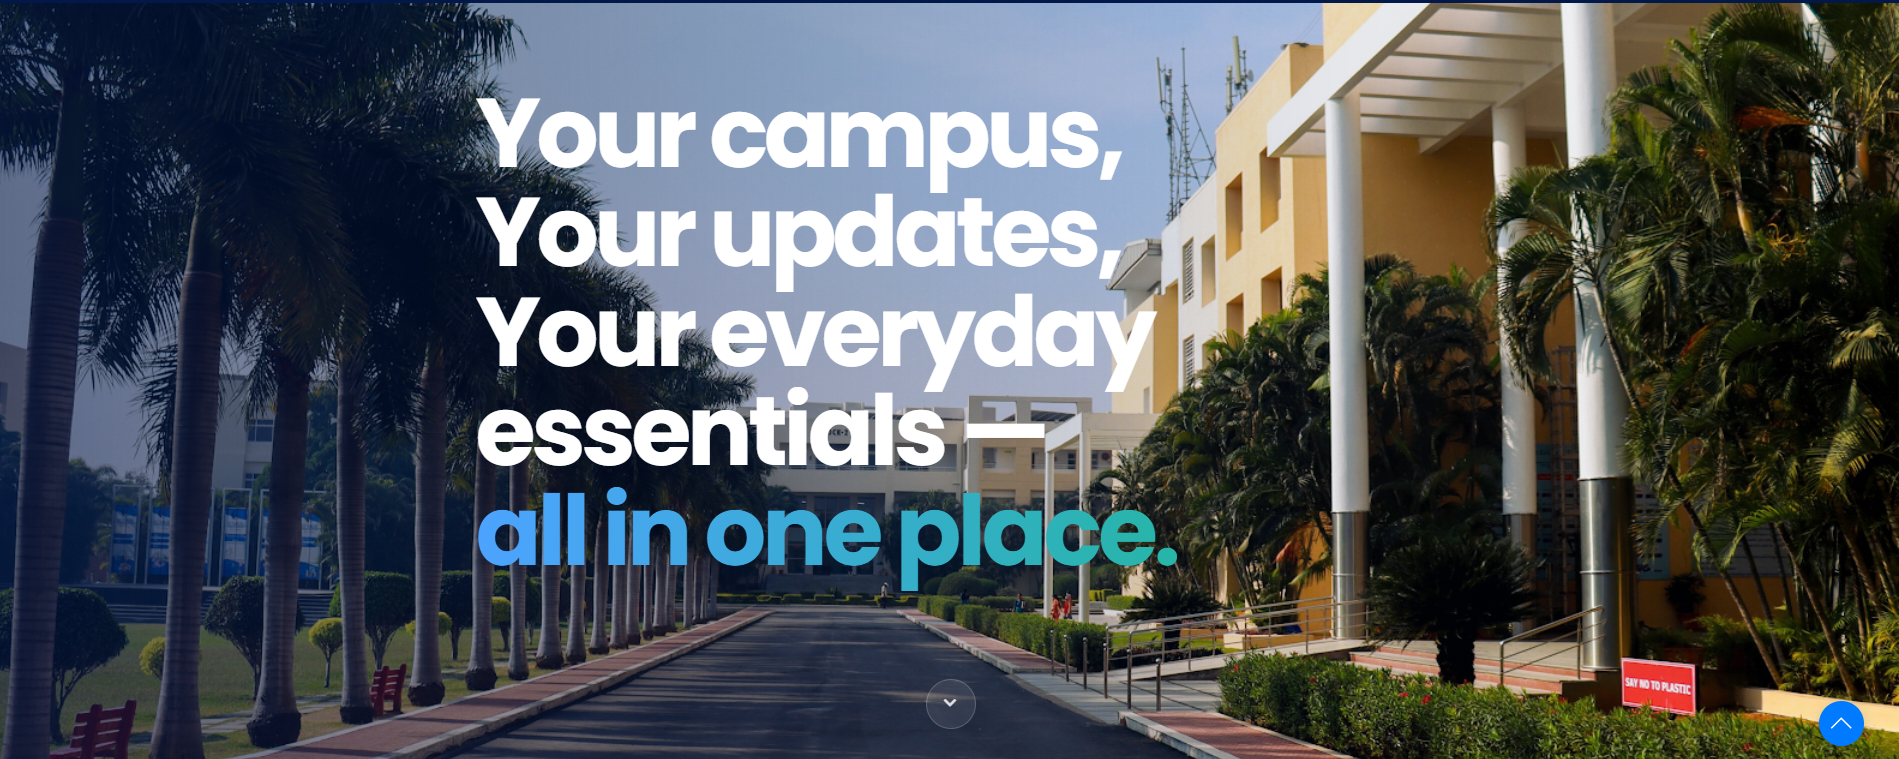 Your campus,
Your updates,
Your everyday
essentials —
all in one place.
SAY NO TO PLASTIC